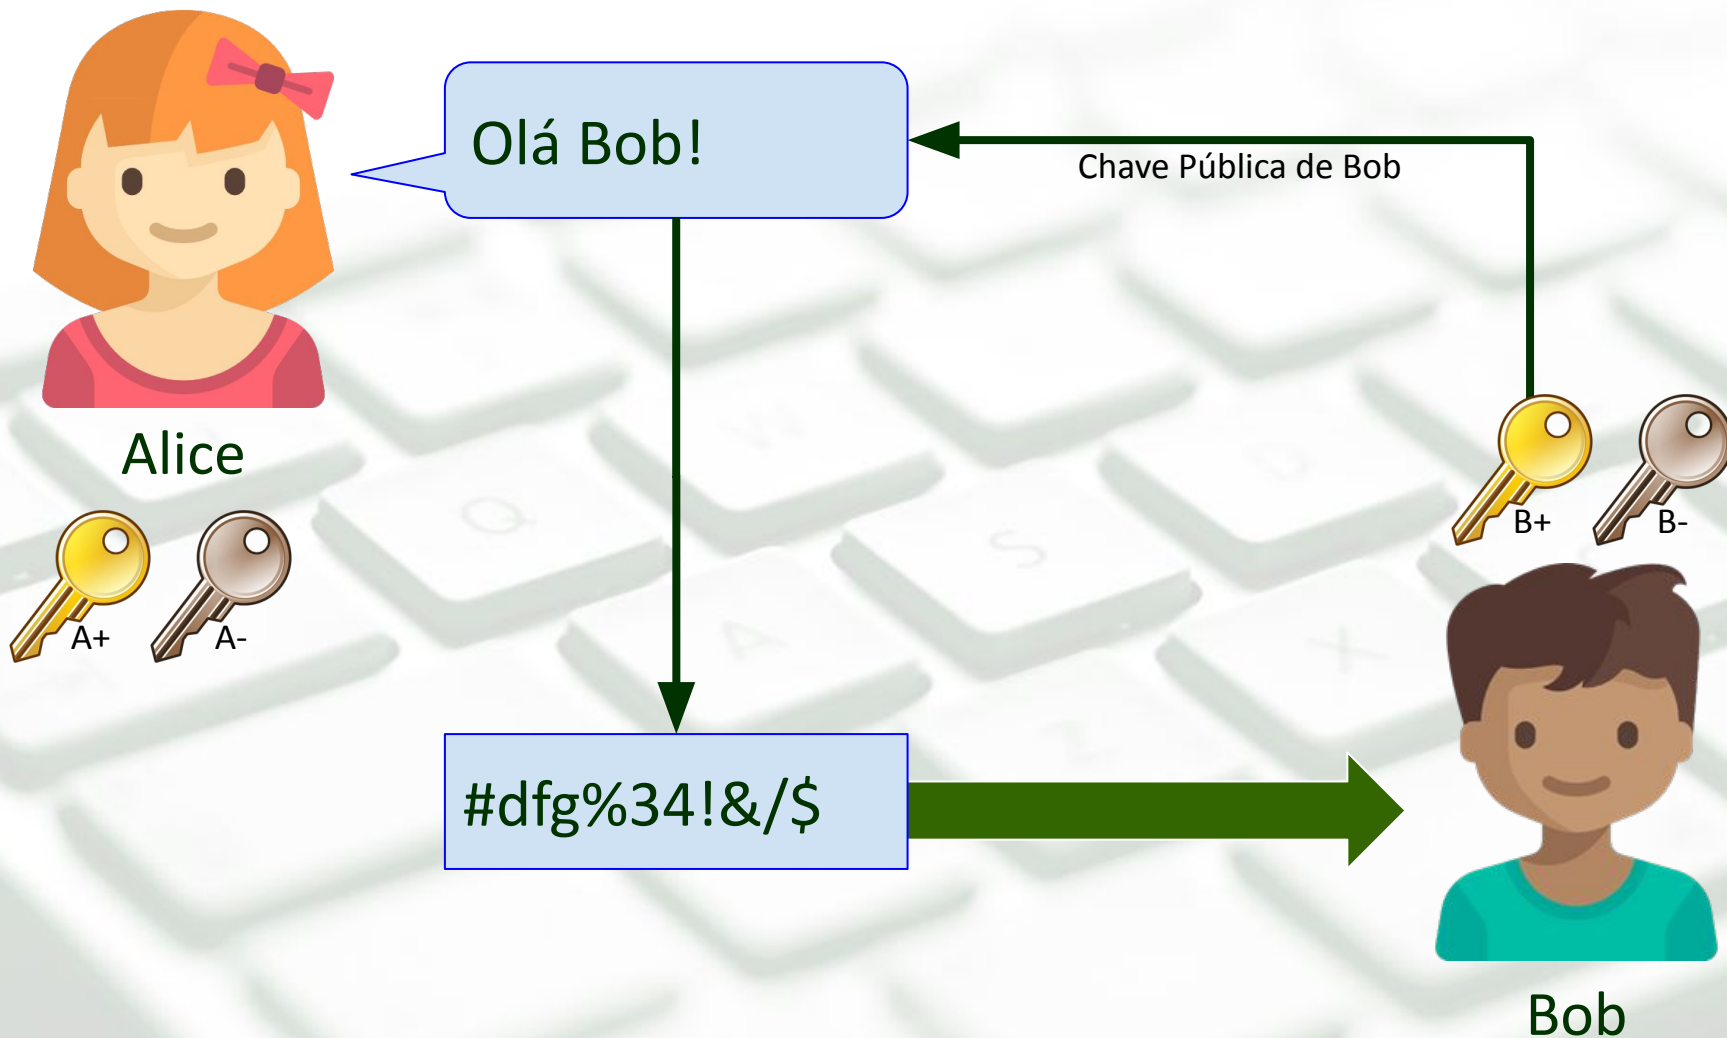 Olá Bob!
Chave Pública de Bob
Alice
A+
A-
B+
B-
#dfg%34!&/$
Bob
Q
W
S
D
A
Z
X